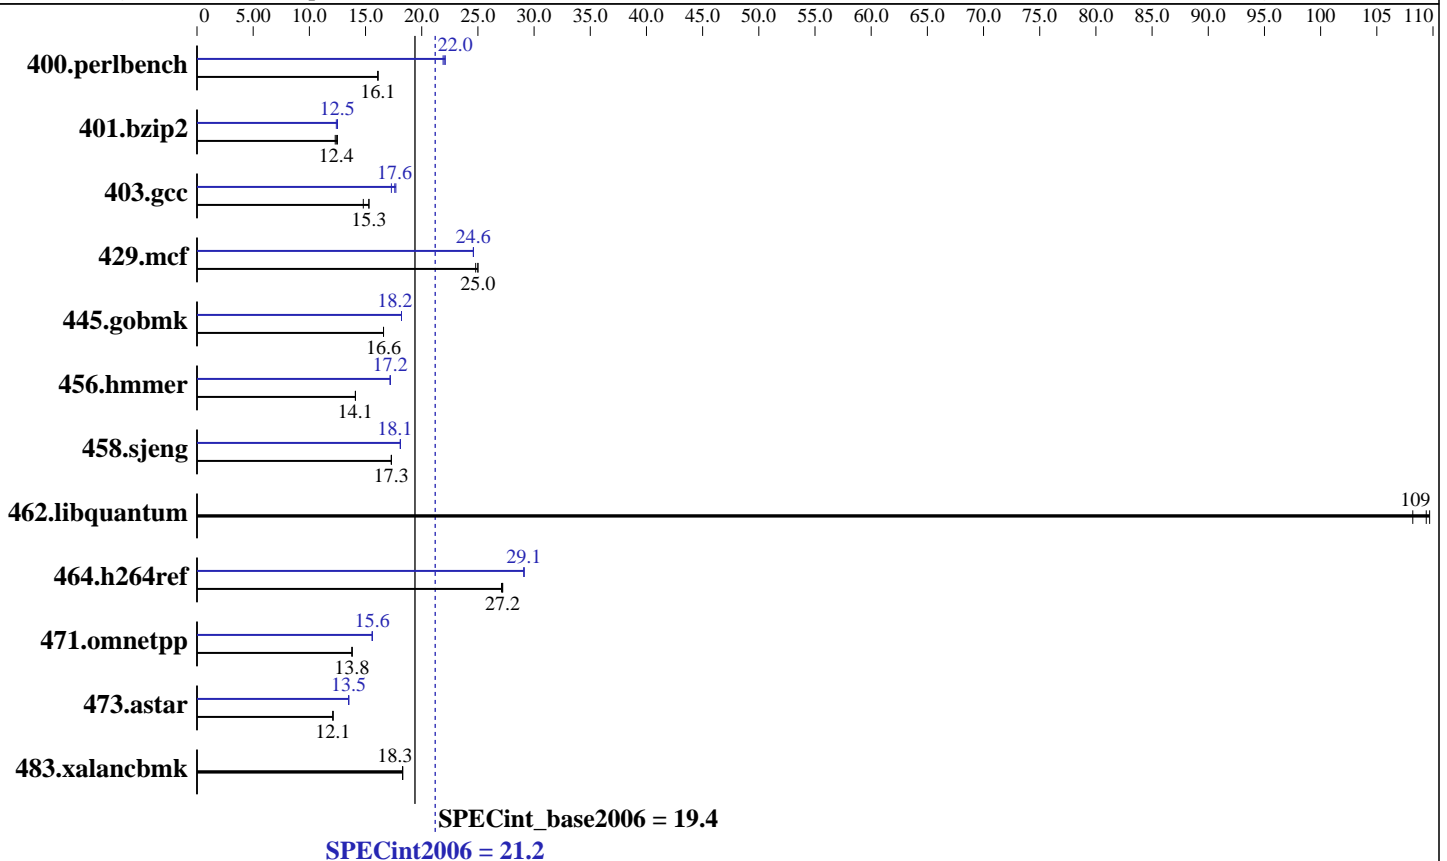 0 5.00 10.0 15.0 20.0 25.0 30.0 35.0 40.0 45.0 50.0 55.0 60.0 65.0 70.0 75.0 80.0 85.0 90.0 95.0 100 105 110
22.0
400.perlbench
16.1
12.5
401.bzip2
12.4
17.6
403.gcc
15.3
24.6
429.mcf
25.0
18.2
445.gobmk
16.6
17.2
456.hmmer
14.1
18.1
458.sjeng
17.3
109
462.libquantum
29.1
464.h264ref
27.2
15.6
471.omnetpp
13.8
13.5
473.astar
12.1
18.3
483.xalancbmk
SPECint_base2006 = 19.4
SPECint2006 = 21.2